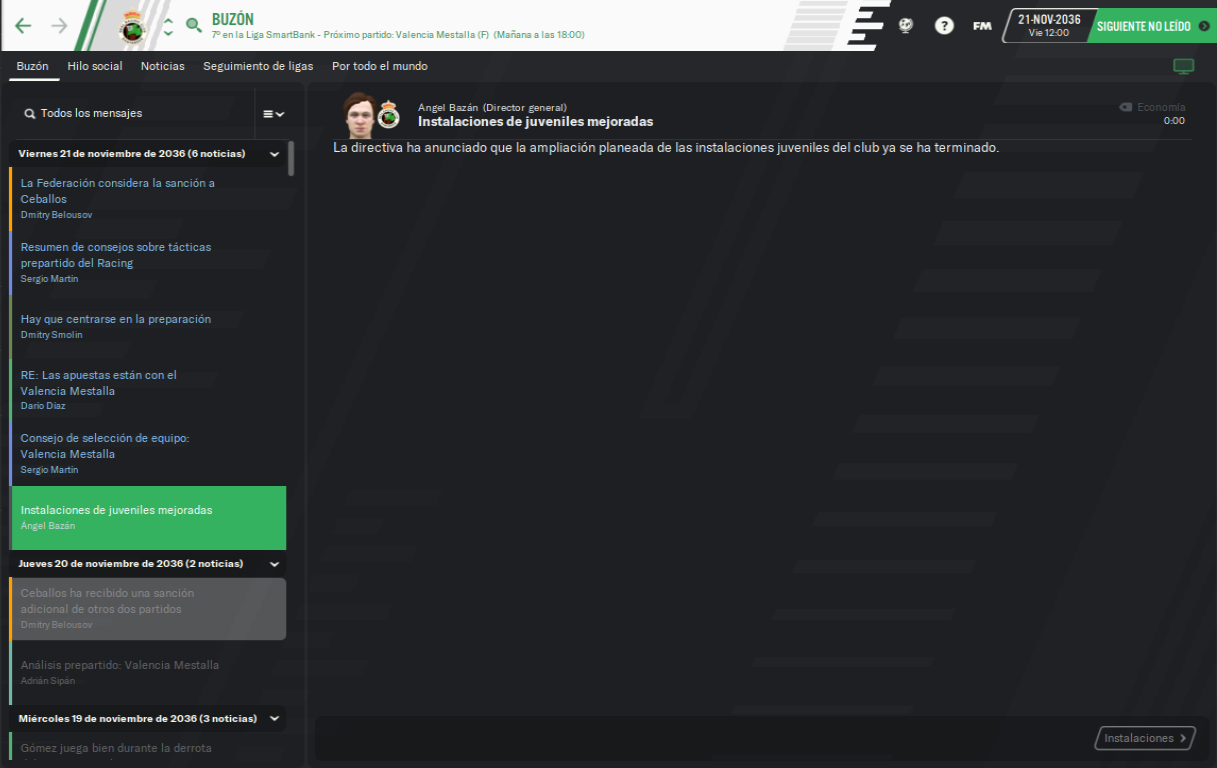 BUZÓN
7º en la Liga SmartBank - Próximo partido: Valencia Mestalla (F) (Mañana a las 18:00)
?
FM
21-NOV-2036
Vie 12:00
SIGUIENTE NO LEÍDO
Buzón Hilo social Noticias Seguimiento de ligas Por todo el mundo
Todos los mensajes
Angel Bazán (Director general)
Instalaciones de juveniles mejoradas
Economía
0:00
La directiva ha anunciado que la ampliación planeada de las instalaciones juveniles del club ya se ha terminado.
Viernes 21 de noviembre de 2036 (6 noticias)
La Federación considera la sanción a
Ceballos
Dmitry Belousov
Resumen de consejos sobre tácticas
prepartido del Racing
Sergio Martín
Hay que centrarse en la preparación
Dmitry Smolin
RE: Las apuestas están con el
Valencia Mestalla
Darío Díaz
Consejo de selección de equipo:
Valencia Mestalla
Sergio Martín
Instalaciones de juveniles mejoradas
Ángel Bazán
Jueves 20 de noviembre de 2036 (2 noticias)
Ceballos ha recibido una sanción
adicional de otros dos partidos
Dmitry Belousov
Análisis prepartido: Valencia Mestalla
Adrián Sipán
Miércoles 19 de noviembre de 2036 (3 noticias)
Gómez juega bien durante la derrota
Instalaciones